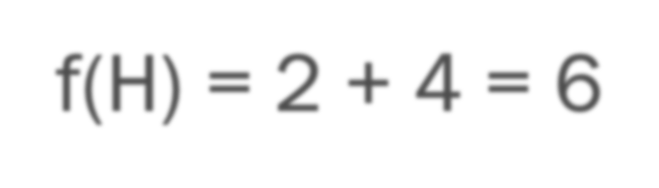 f(H) = 2 + 4 = 6